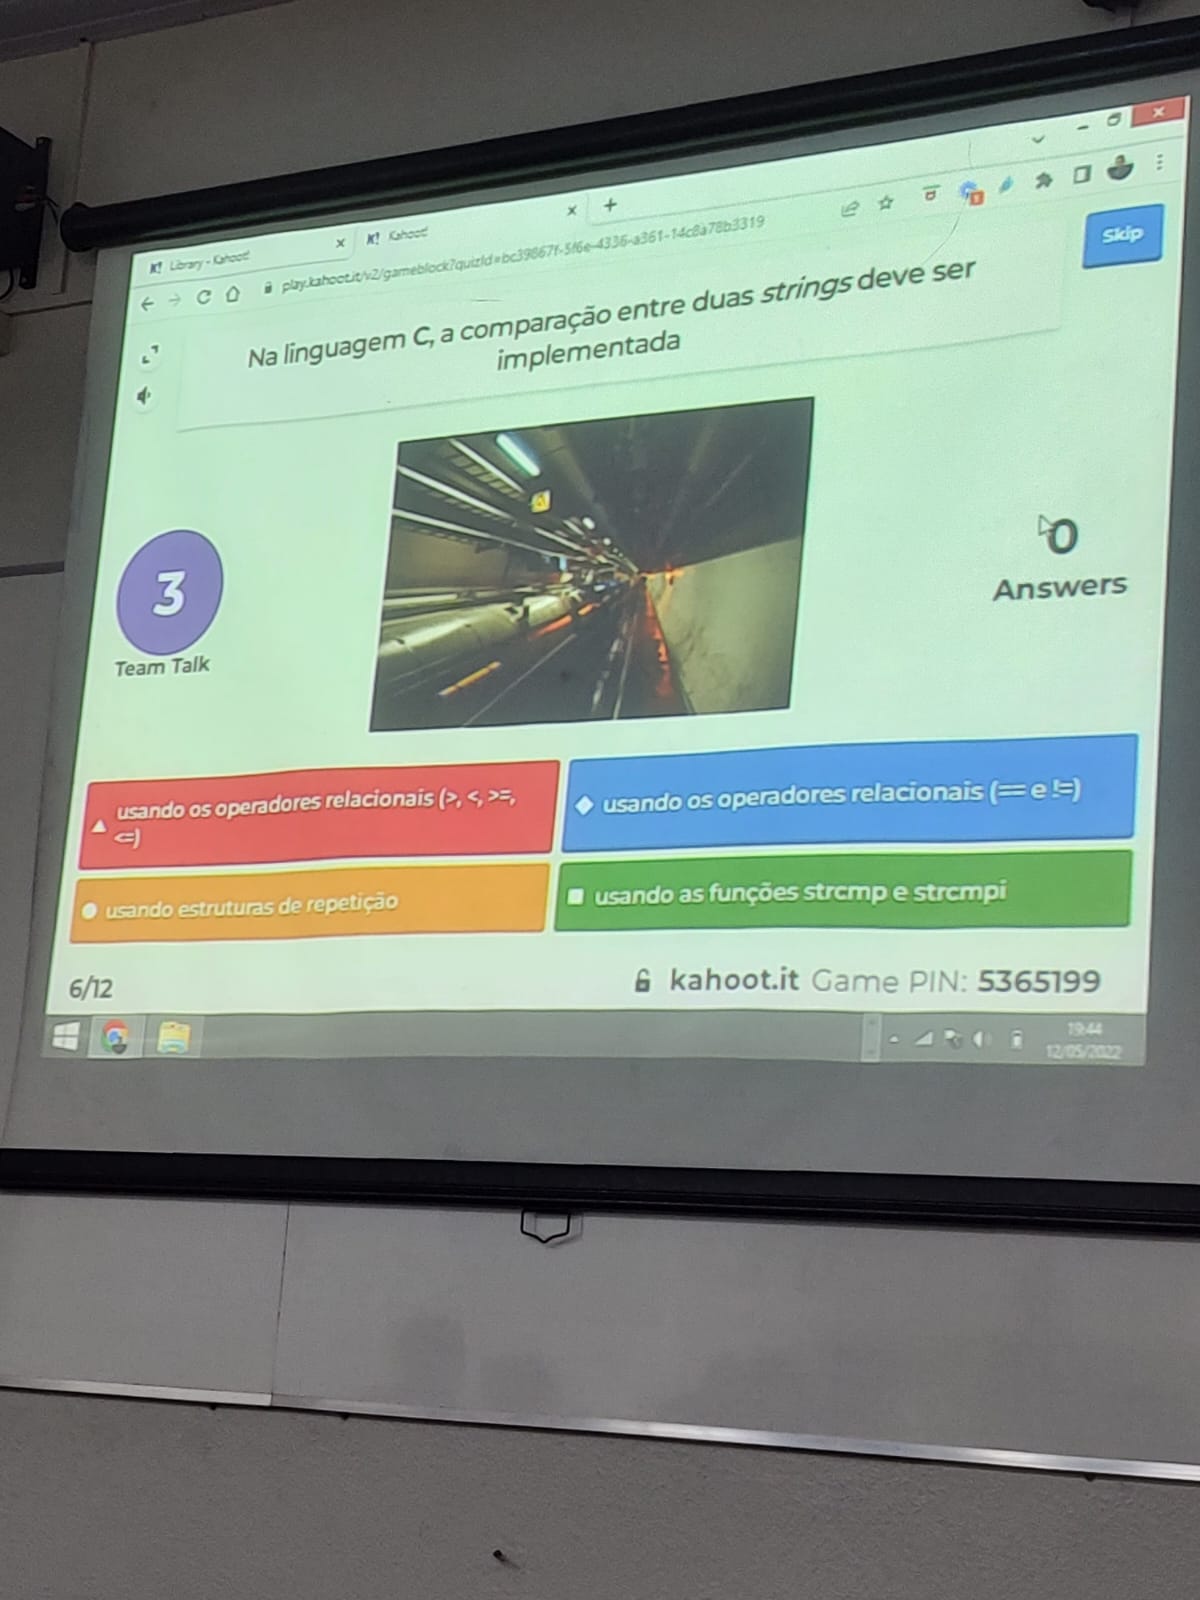 K! Library - Kahoot!
K! Kahoot!
play.kahoot.it/v2/gameblock?quizId=bc39867f-5f6e-4336-a361-14c8a78b3319
Skip
Na linguagem C, a comparação entre duas strings deve ser
implementada
3
Team Talk
0
Answers
usando os operadores relacionais (>, <, >=,
<=)
usando os operadores relacionais (== e !=)
usando estruturas de repetição
usando as funções strcmp e strcmpi
6/12
kahoot.it Game PIN: 5365199
19:44
12/05/2022